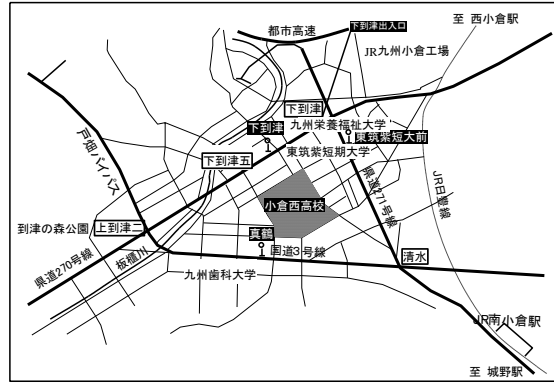 至 西小倉駅
都市高速
下到津出入口
JR九州小倉工場
下到津
九州栄養福祉大学
下到津
東筑紫短大前
東筑紫短期大学
下到津五
戸畑バイパス
県道271号線
JR日豊線
小倉西高校
到津の森公園
上到津二
真鶴
国道3号線
清水
県道270号線
板櫃川
九州歯科大学
JR南小倉駅
至 城野駅